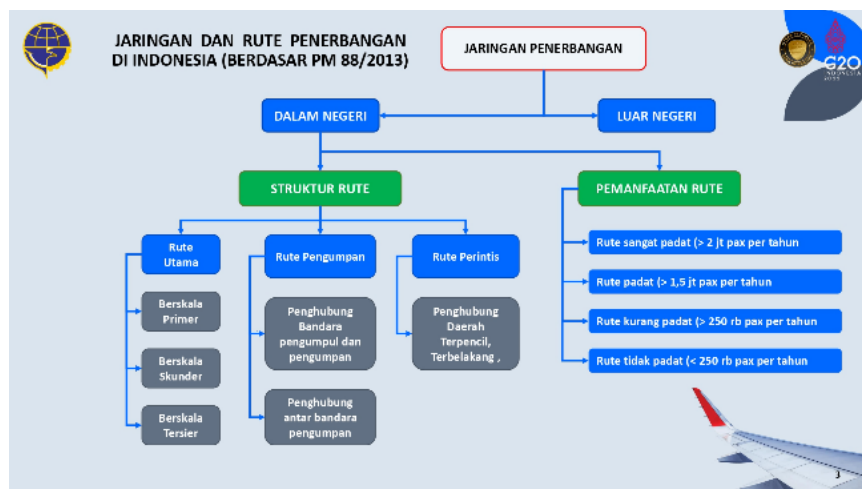 JARINGAN DAN RUTE PENERBANGAN
DI INDONESIA (BERDASAR PM 88/2013)
JARINGAN PENERBANGAN
G20
INDONESIA
DALAM NEGERI
LUAR NEGERI
STRUKTUR RUTE
PEMANFAATAN RUTE
Rute
Utama
Rute Pengumpan
Rute Perintis
Berskala
Primer
Berskala
Skunder
Berskala
Tersier
Penghubung
Bandara
pengumpul dan
pengumpan
Penghubung
antar bandara
pengumpan
Penghubung
Daerah
Terpencil,
Terbelakang ,
Rute sangat padat (> 2 jt pax per tahun
Rute padat (> 1,5 jt pax per tahun
Rute kurang padat (> 250 rb pax per tahun
Rute tidak padat (< 250 rb pax per tahun
3